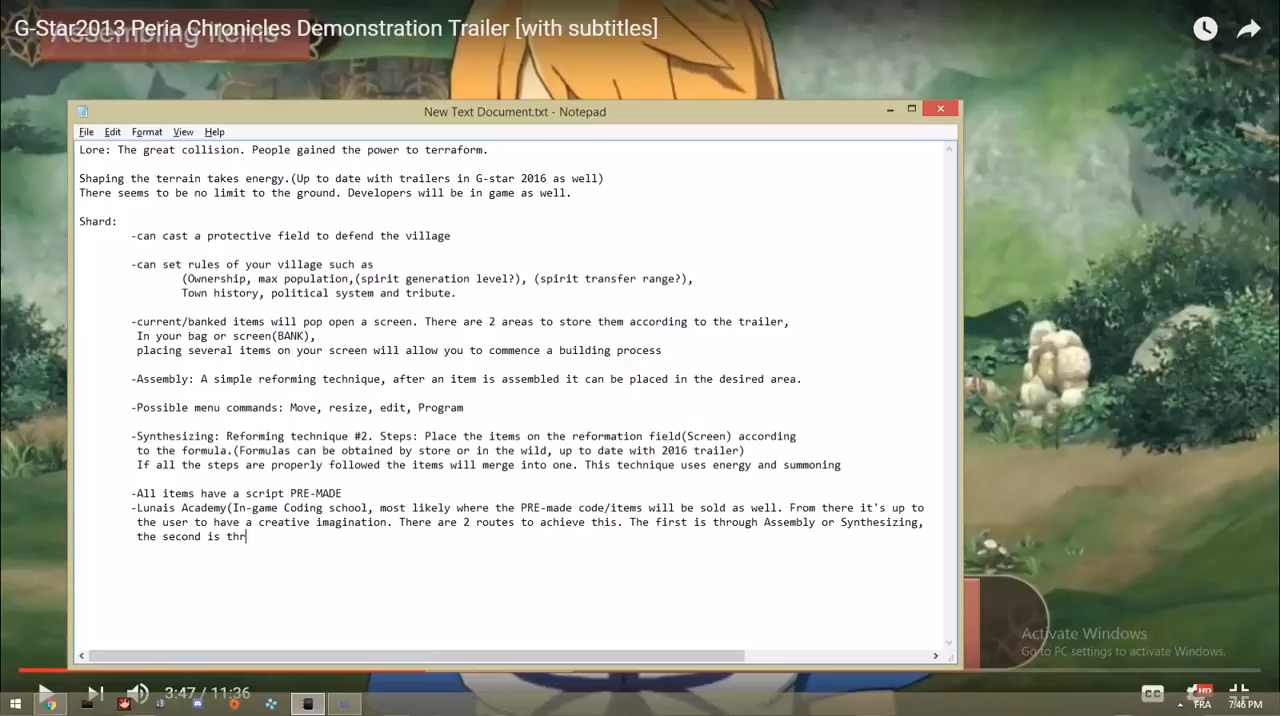 G-Star2013 Peria Chronicles Demonstration Trailer [with subtitles]
Assembling Items
New Text Document.txt - Notepad
File Edit Format View Help
Lore: The great collision. People gained the power to terraform.
Shaping the terrain takes energy.(Up to date with trailers in G-star 2016 as well)
There seems to be no limit to the ground. Developers will be in game as well.
Shard:
-can cast a protective field to defend the village
-can set rules of your village such as
(Ownership, max population,(spirit generation level?), (spirit transfer range?),
Town history, political system and tribute.
-current/banked items will pop open a screen. There are 2 areas to store them according to the trailer,
In your bag or screen(BANK),
placing several items on your screen will allow you to commence a building process
-Assembly: A simple reforming technique, after an item is assembled it can be placed in the desired area.
-Possible menu commands: Move, resize, edit, Program
-Synthesizing: Reforming technique #2. Steps: Place the items on the reformation field(Screen) according
to the formula.(Formulas can be obtained by store or in the wild, up to date with 2016 trailer)
If all the steps are properly followed the items will merge into one. This technique uses energy and summoning
-All items have a script PRE-MADE
-Lunais Academy(In-game Coding school, most likely where the PRE-made code/items will be sold as well. From there it's up to
the user to have a creative imagination. There are 2 routes to achieve this. The first is through Assembly or Synthesizing,
the second is thr
Activate Windows
Go to PC settings to activate Windows.
3:47 / 11:36
CC
HD
FRA
7:46 PM